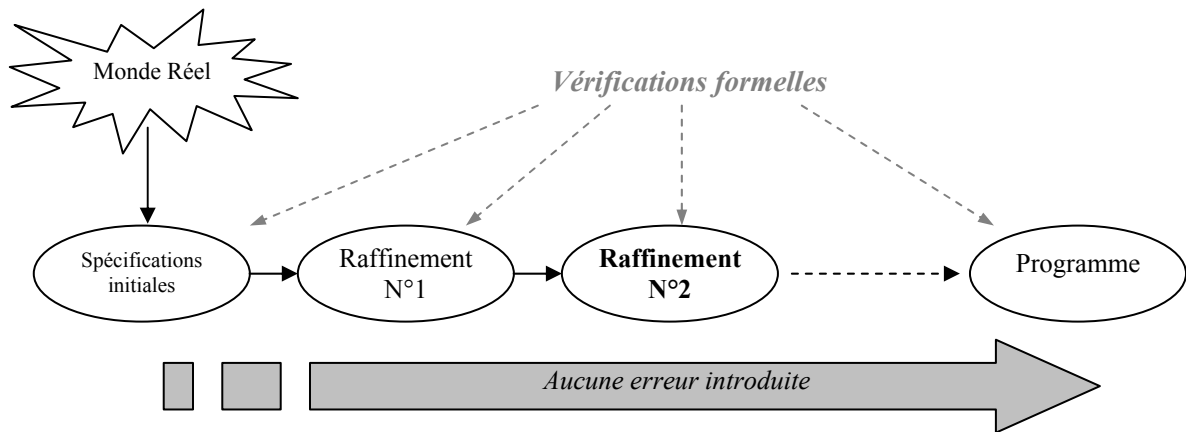 Monde Réel
Vérifications formelles
Spécifications
initiales
Raffinement
N°1
Raffinement
N°2
Programme
Aucune erreur introduite